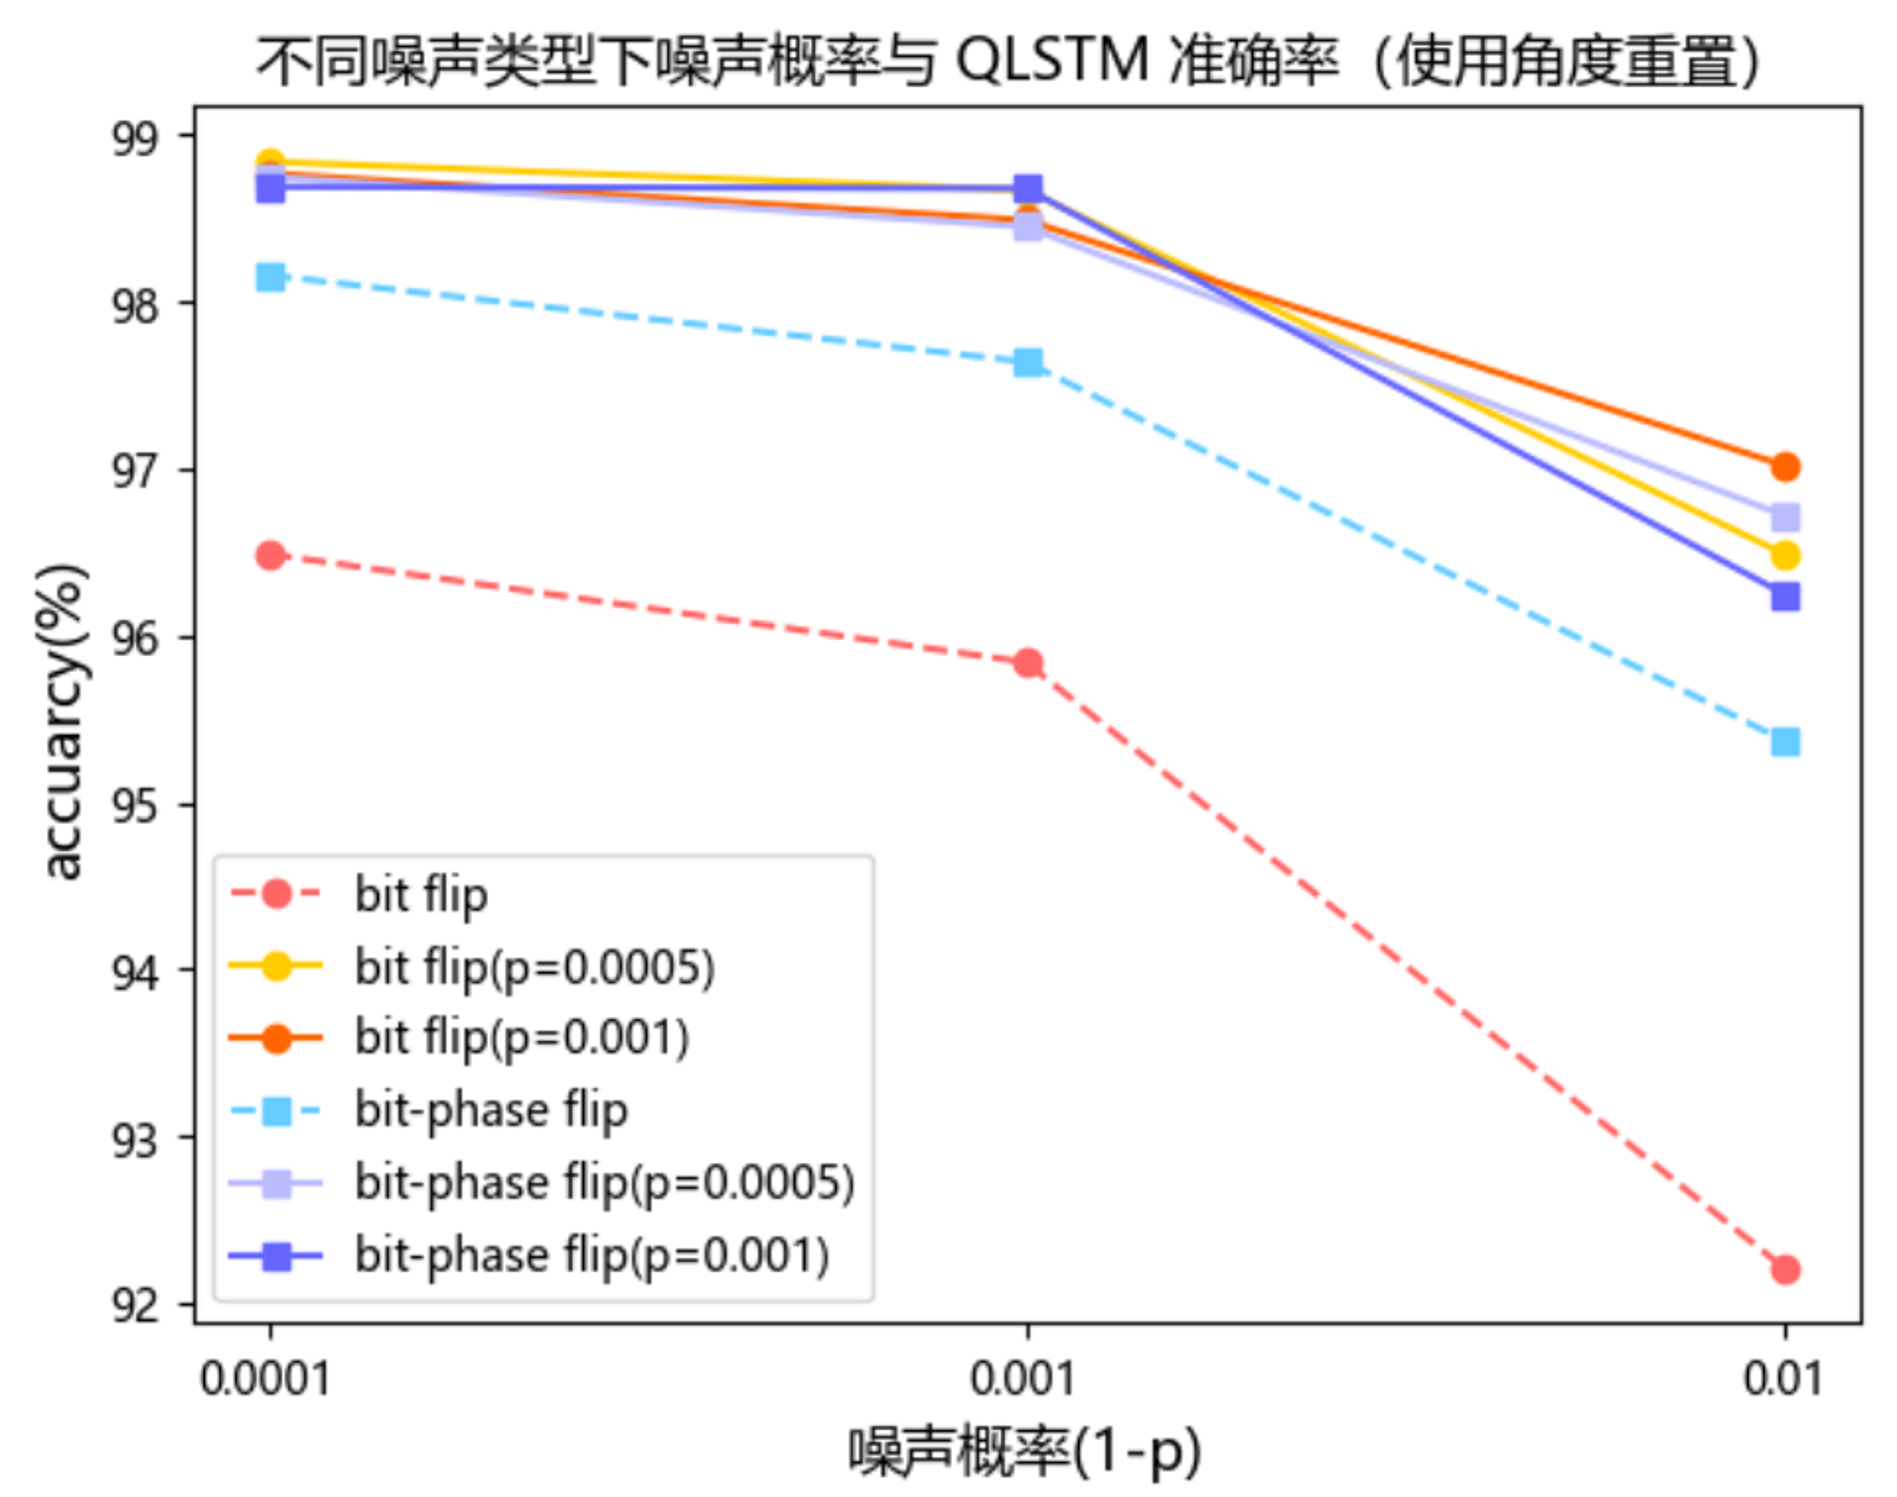 不同噪声类型下噪声概率与 QLSTM 准确率（使用角度重置）
99
98
97
96
95
94
93
92
accuarcy(%)
bit flip
bit flip(p=0.0005)
bit flip(p=0.001)
bit-phase flip
bit-phase flip(p=0.0005)
bit-phase flip(p=0.001)
0.0001
0.001
0.01
噪声概率(1-p)